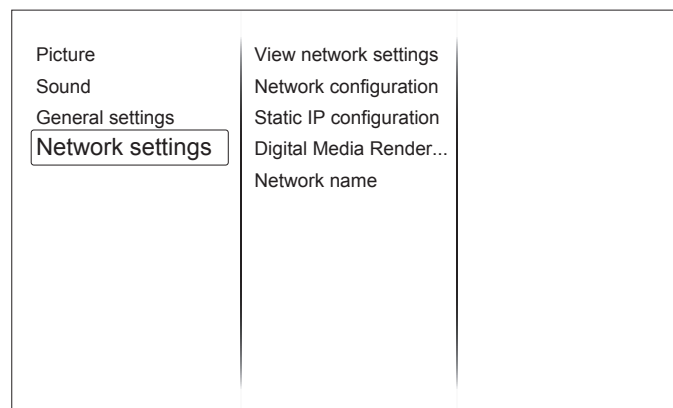 Picture
Sound
General settings
Network settings
View network settings
Network configuration
Static IP configuration
Digital Media Render...
Network name